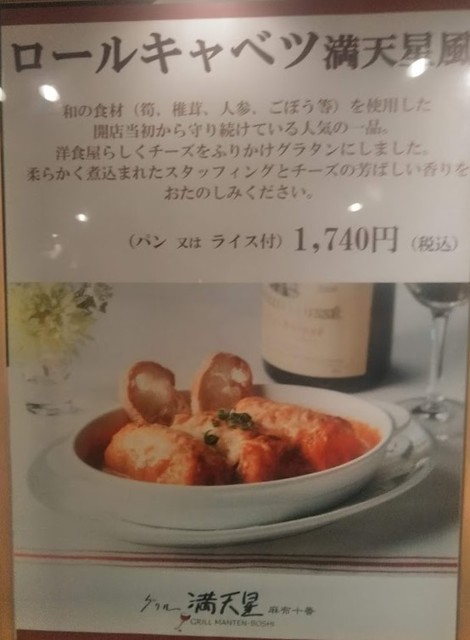 ロールキャベツ満天星風
和の食材（筍、椎茸、人参、ごぼう等）を使用した
開店当初から守り続けている人気の一品。
洋食屋らしくチーズをふりかけグラタンにしました。
柔らかく煮込まれたスタッフィングとチーズの芳ばしい香りを
おたのしみください。
（パン 又は ライス付）1,740円（税込）
グリル 満天星 麻布十番
GRILL MANTEN-BOSHI